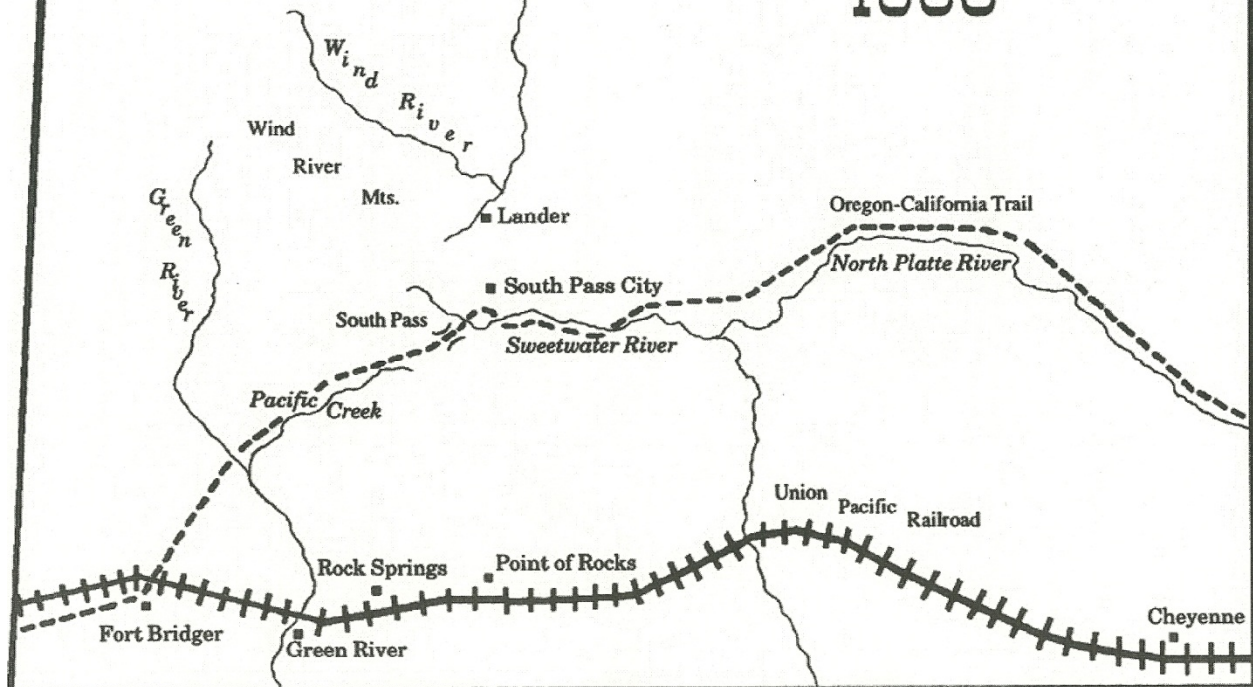 Wind River
Wind
River
Mts.
Green River
Lander
Oregon-California Trail
North Platte River
South Pass City
South Pass
Sweetwater River
Pacific Creek
Union Pacific Railroad
Rock Springs
Point of Rocks
Fort Bridger
Green River
Cheyenne